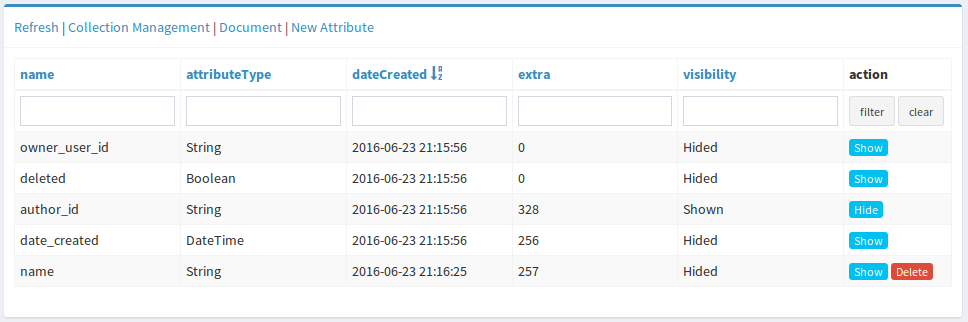 Refresh | Collection Management | Document | New Attribute
name attributeType dateCreated extra visibility action
filter clear
owner_user_id String 2016-06-23 21:15:56 0 Hided Show
deleted Boolean 2016-06-23 21:15:56 0 Hided Show
author_id String 2016-06-23 21:15:56 328 Shown Hide
date_created DateTime 2016-06-23 21:15:56 256 Hided Show
name String 2016-06-23 21:16:25 257 Hided Show Delete